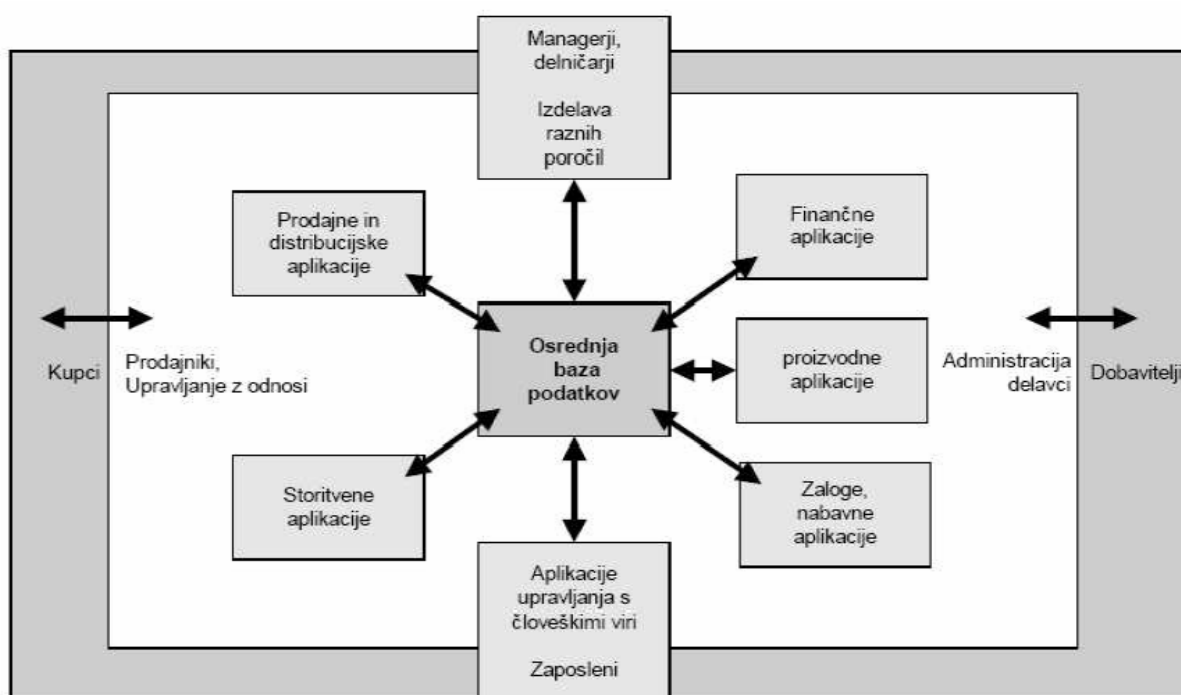 Managerji,
delničarji
Izdelava
raznih
poročil
Prodajne in
distribucijske
aplikacije
Finančne
aplikacije
Kupci
Prodajniki,
Upravljanje z odnosi
Osrednja
baza
podatkov
proizvodne
aplikacije
Administracija
delavci
Dobavitelji
Storitvene
aplikacije
Zaloge,
nabavne
aplikacije
Aplikacije
upravljanja s
človeškimi viri
Zaposleni